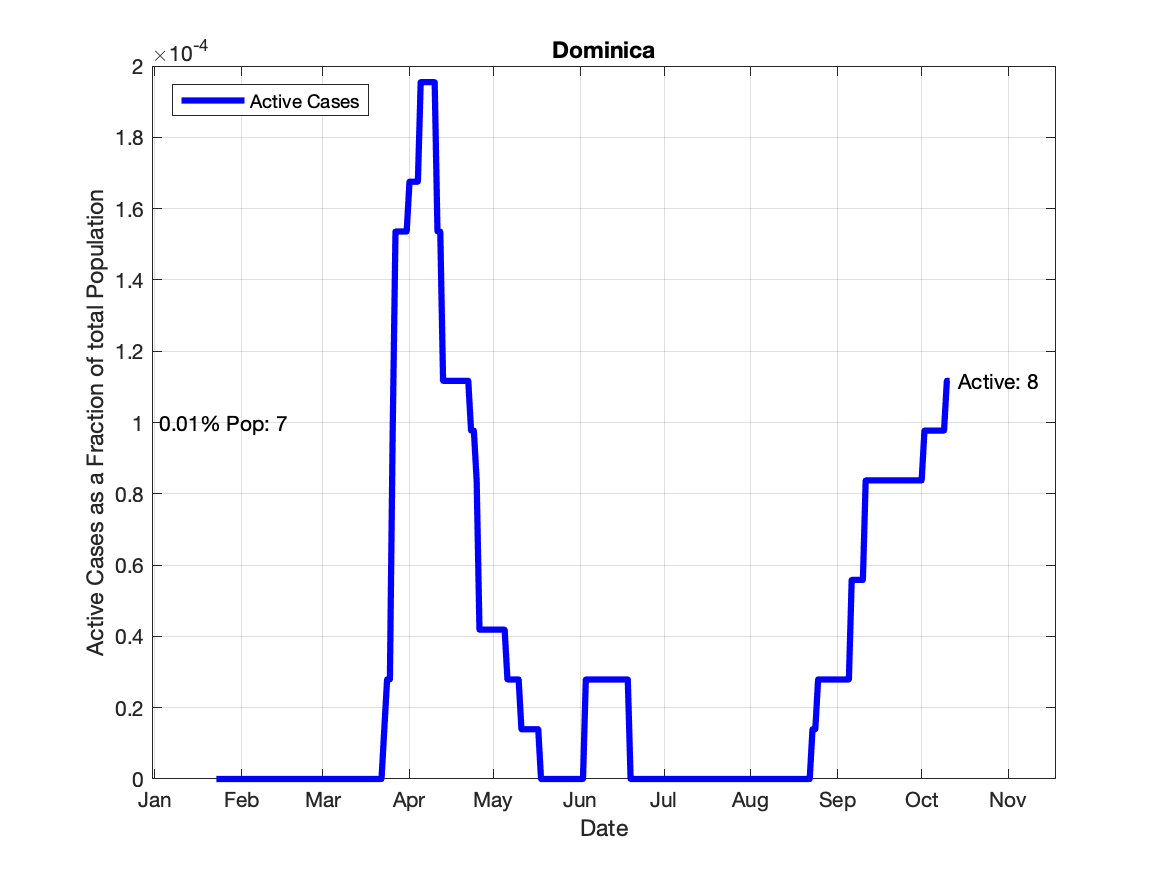 Dominica
×10⁻⁴
Active Cases
2
1.8
1.6
1.4
1.2
1
0.8
0.6
0.4
0.2
0
Active Cases as a Fraction of total Population
0.01% Pop: 7
Active: 8
Jan Feb Mar Apr May Jun Jul Aug Sep Oct Nov
Date